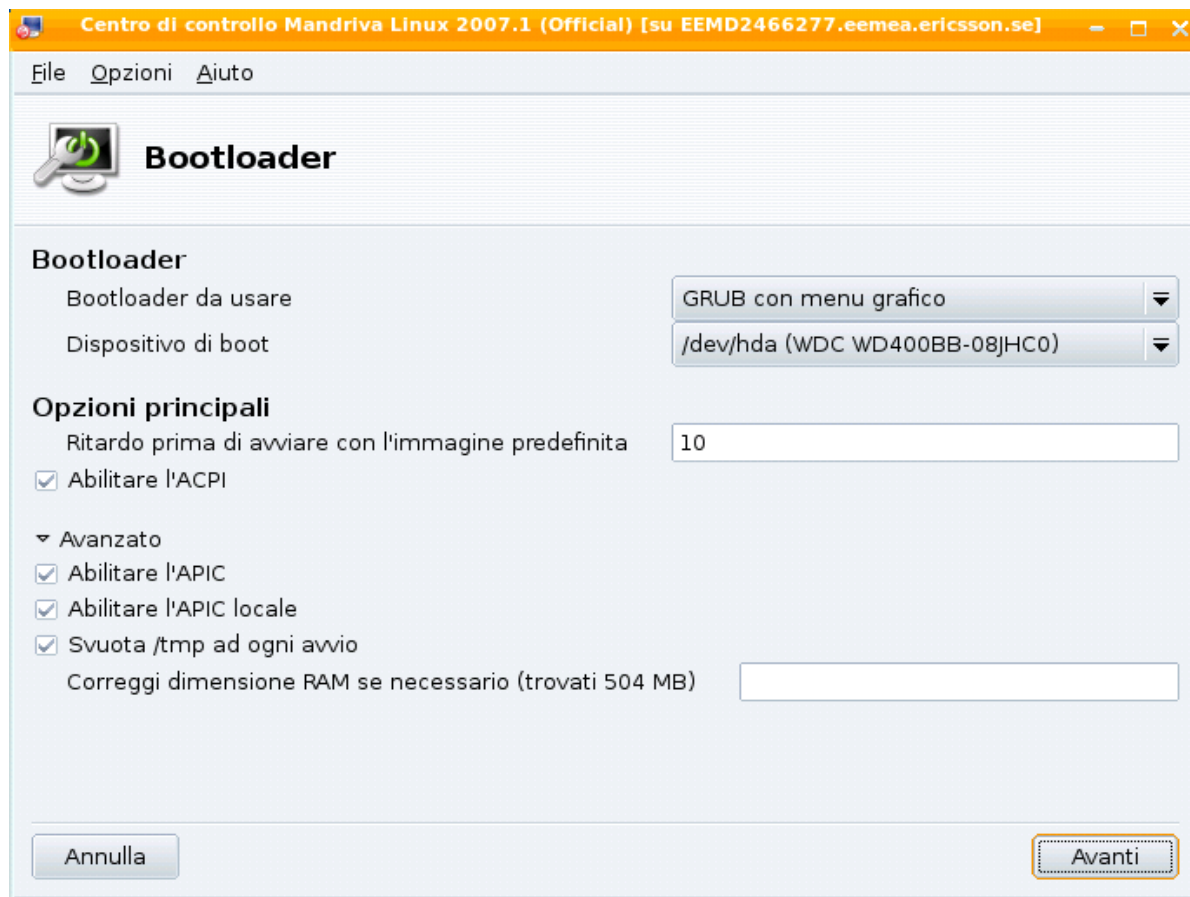 Centro di controllo Mandriva Linux 2007.1 (Official) [su EEMD2466277.eemea.ericsson.se]
File Opzioni Aiuto
Bootloader
Bootloader
Bootloader da usare GRUB con menu grafico
Dispositivo di boot /dev/hda (WDC WD400BB-08JHC0)
Opzioni principali
Ritardo prima di avviare con l'immagine predefinita 10
Abilitare l'ACPI
Avanzato
Abilitare l'APIC
Abilitare l'APIC locale
Svuota /tmp ad ogni avvio
Correggi dimensione RAM se necessario (trovati 504 MB)
Annulla Avanti